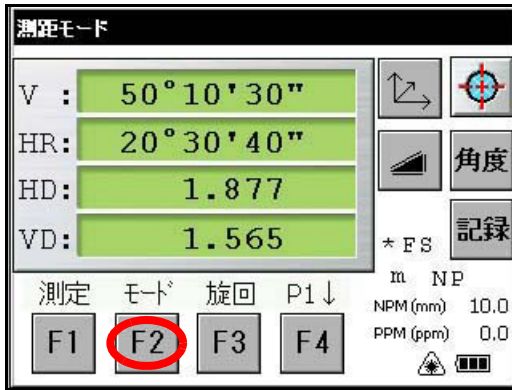 測距モード
V : 50°10'30"
HR: 20°30'40"
HD: 1.877
VD: 1.565
角度
記録
*FS
m NP
NPM (mm) 10.0
PPM (ppm) 0.0
測定 モード 旋回 P1↓
F1 F2 F3 F4